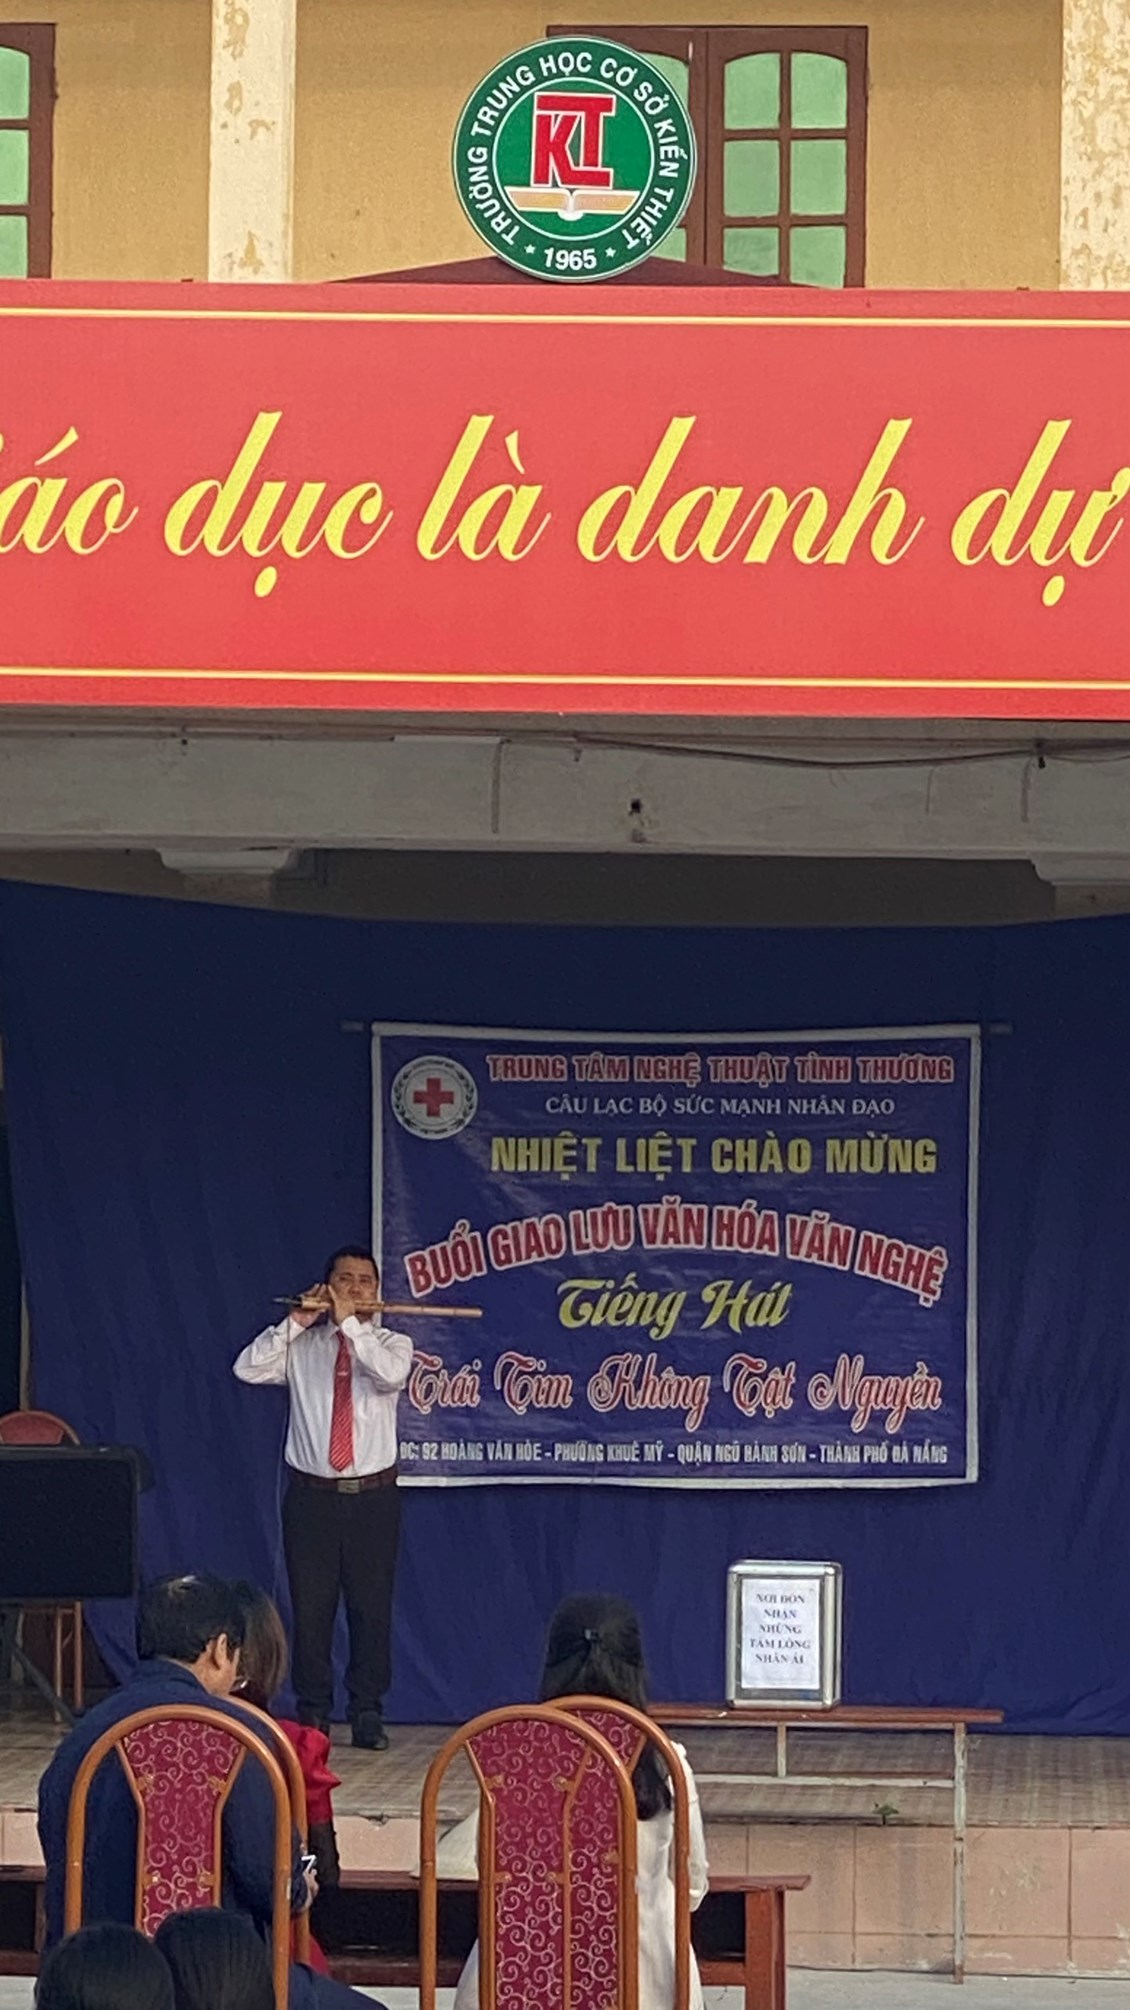 TRƯỜNG TRUNG HỌC CƠ SỞ KIẾN THIẾT
KT
1965
iáo dục là danh dự
TRUNG TÂM NGHỆ THUẬT TÌNH THƯƠNG
CÂU LẠC BỘ SỨC MẠNH NHÂN ĐẠO
NHIỆT LIỆT CHÀO MỪNG
BUỔI GIAO LƯU VĂN HÓA VĂN NGHỆ
Tiếng Hát
Trái Tim Không Tật Nguyền
ĐC: 92 HOÀNG VĂN HÒE - PHƯỜNG KHUÊ MỸ - QUẬN NGŨ HÀNH SƠN - THÀNH PHỐ ĐÀ NẴNG
NƠI ĐÓN
NHẬN
NHỮNG
TẤM LÒNG
NHÂN ÁI